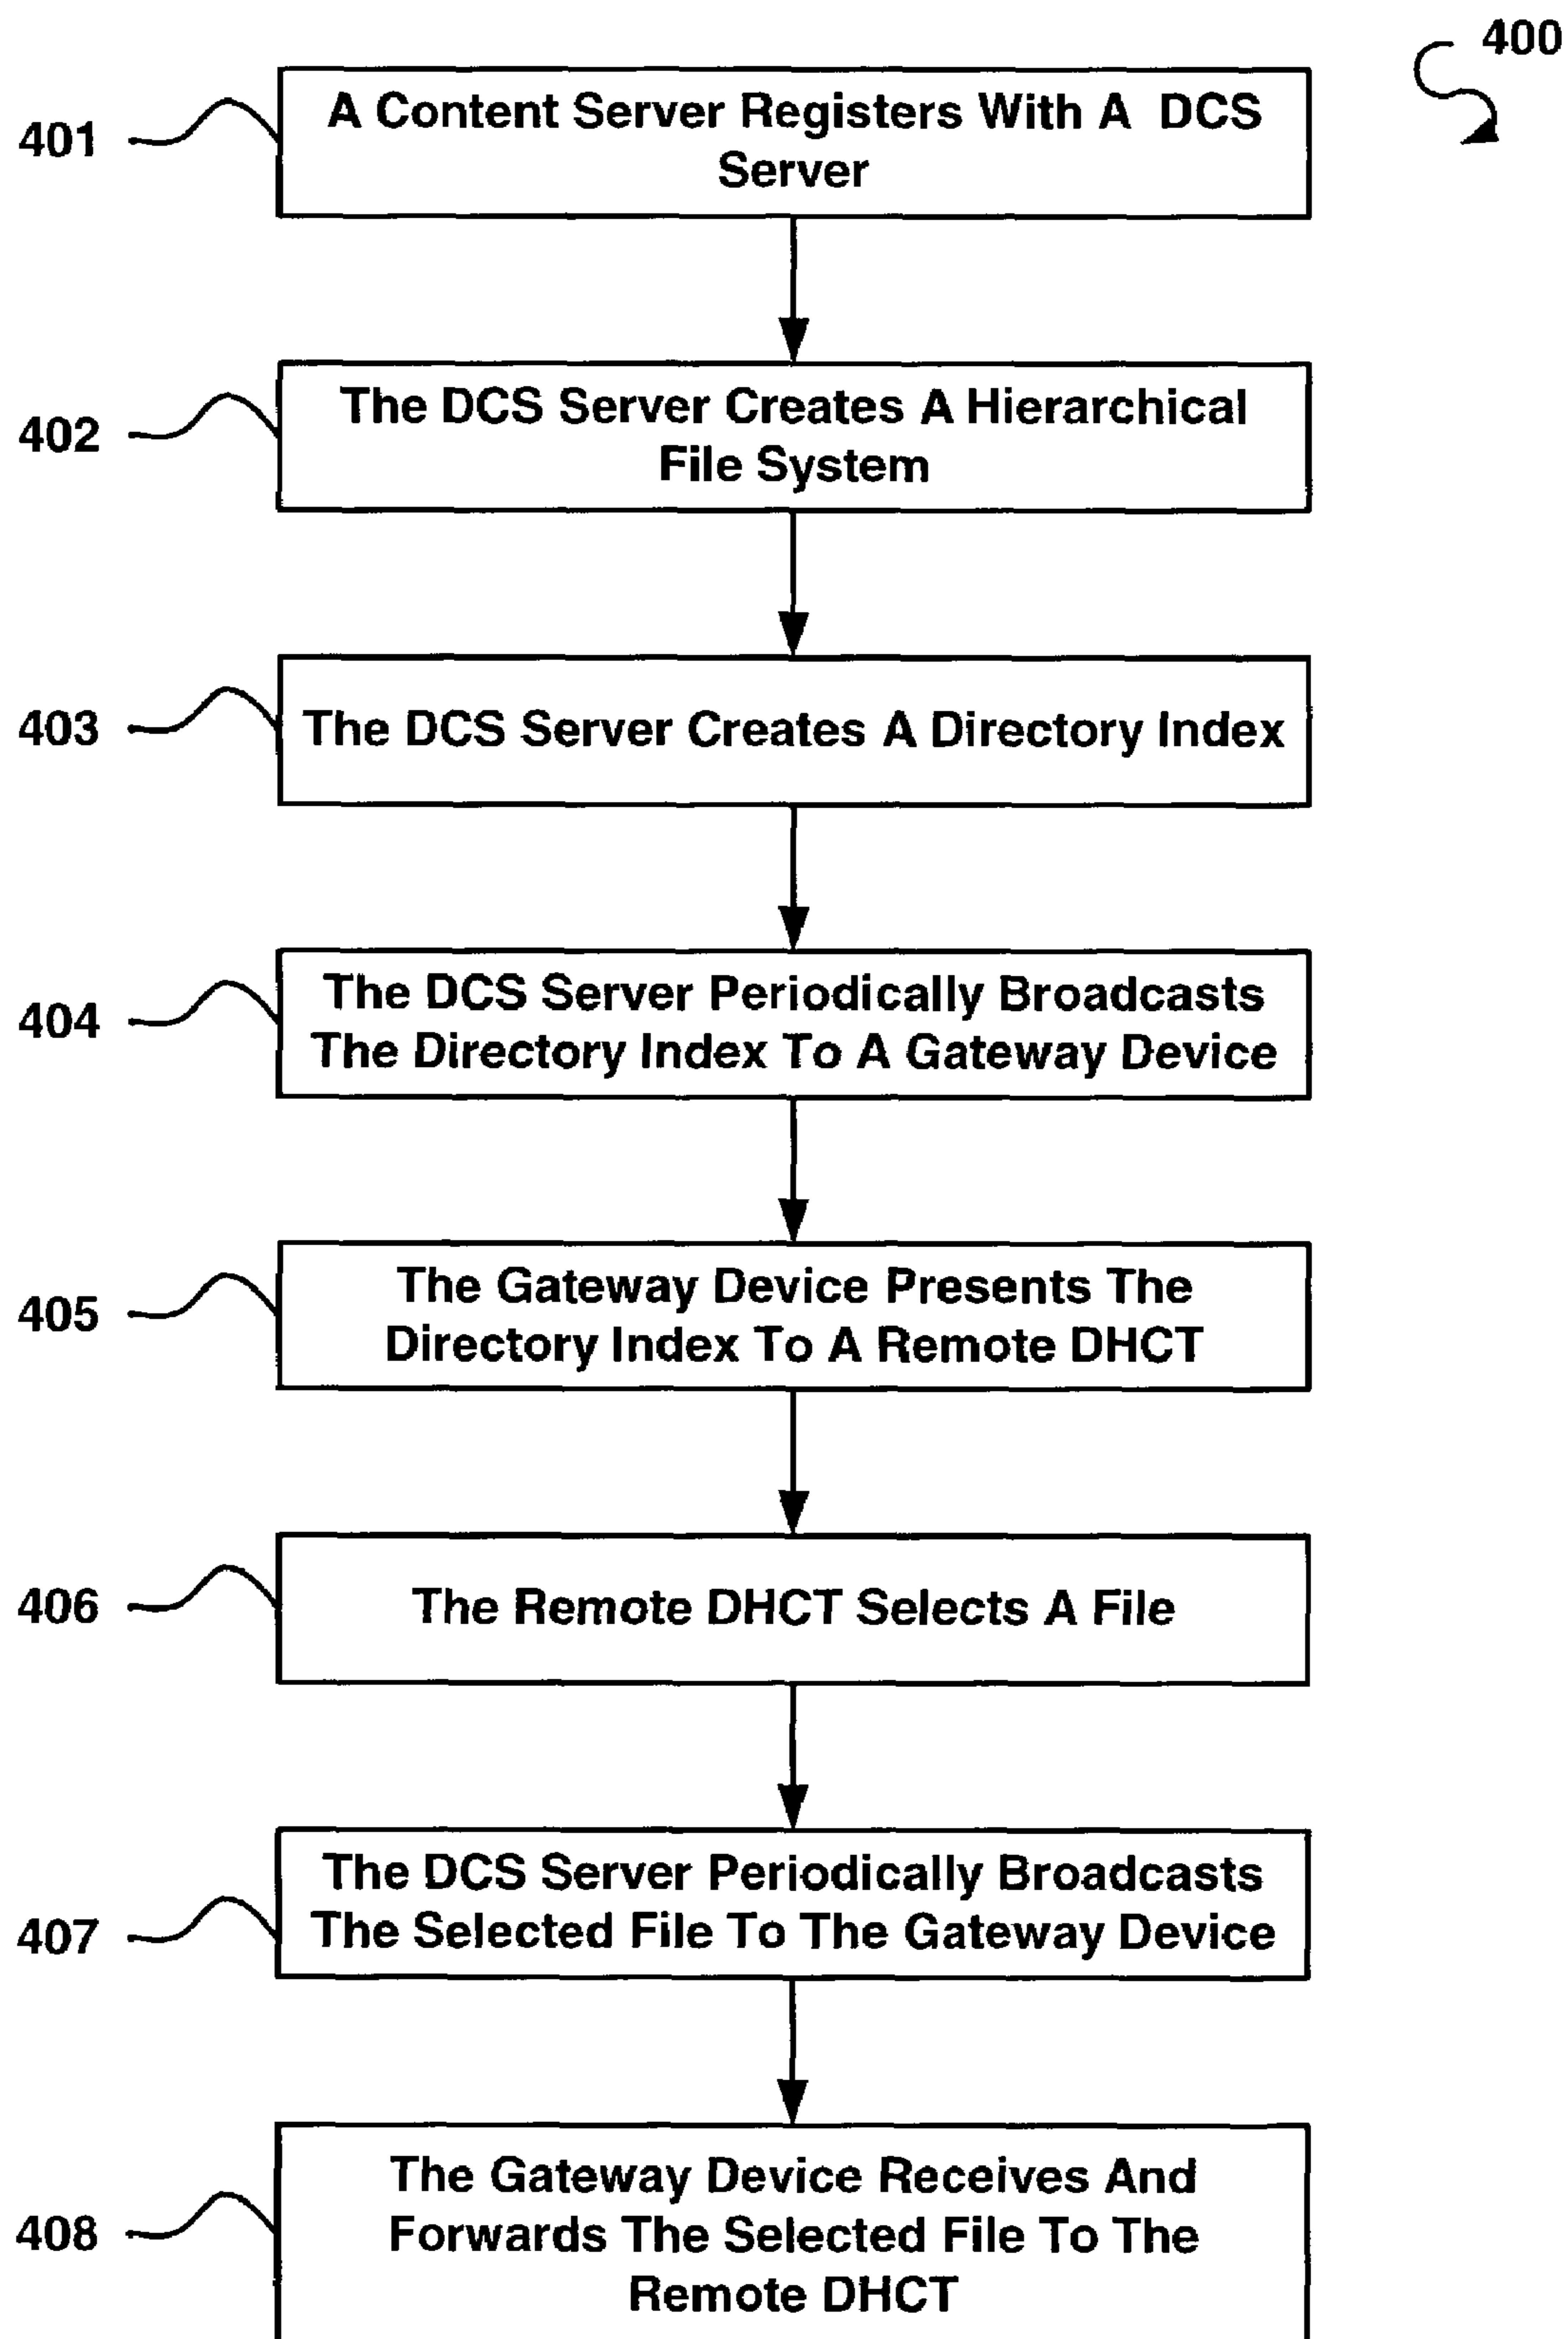 400
401
A Content Server Registers With A DCS
Server
402
The DCS Server Creates A Hierarchical
File System
403
The DCS Server Creates A Directory Index
404
The DCS Server Periodically Broadcasts
The Directory Index To A Gateway Device
405
The Gateway Device Presents The
Directory Index To A Remote DHCT
406
The Remote DHCT Selects A File
407
The DCS Server Periodically Broadcasts
The Selected File To The Gateway Device
408
The Gateway Device Receives And
Forwards The Selected File To The
Remote DHCT